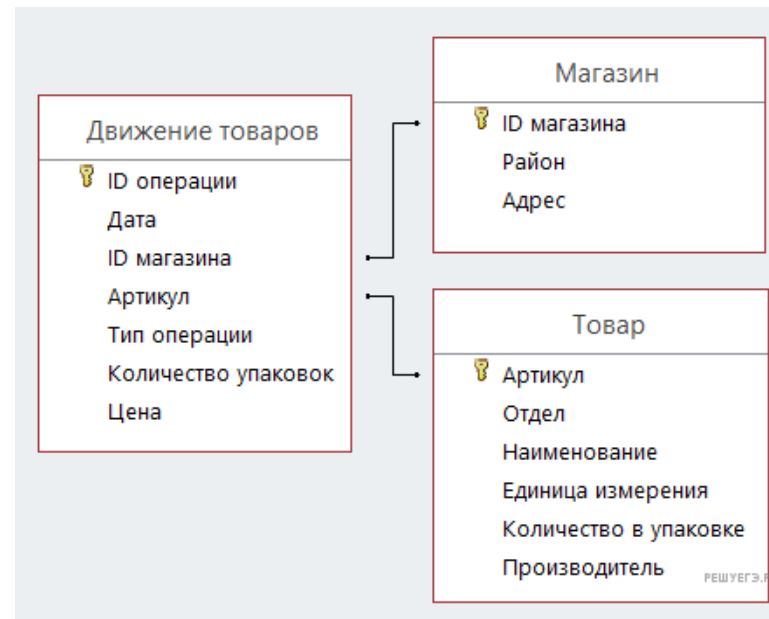 Движение товаров
ID операции
Дата
ID магазина
Артикул
Тип операции
Количество упаковок
Цена
Магазин
ID магазина
Район
Адрес
Товар
Артикул
Отдел
Наименование
Единица измерения
Количество в упаковке
Производитель
РЕШУЕГЭ.